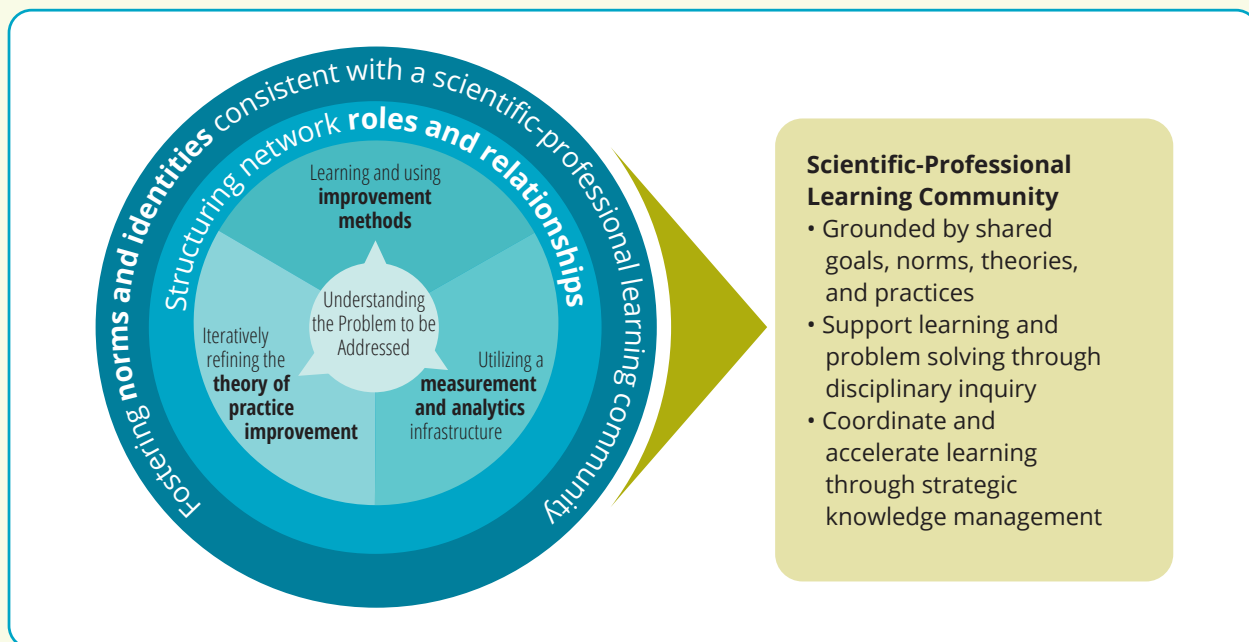 Fostering norms and identities consistent with a scientific-professional learning community
Structuring network roles and relationships
Learning and using
improvement
methods
Understanding
the Problem to be
Addressed
Iteratively
refining the
theory of
practice
improvement
Utilizing a
measurement
and analytics
infrastructure
Scientific-Professional
Learning Community
• Grounded by shared
goals, norms, theories,
and practices
• Support learning and
problem solving through
disciplinary inquiry
• Coordinate and
accelerate learning
through strategic
knowledge management